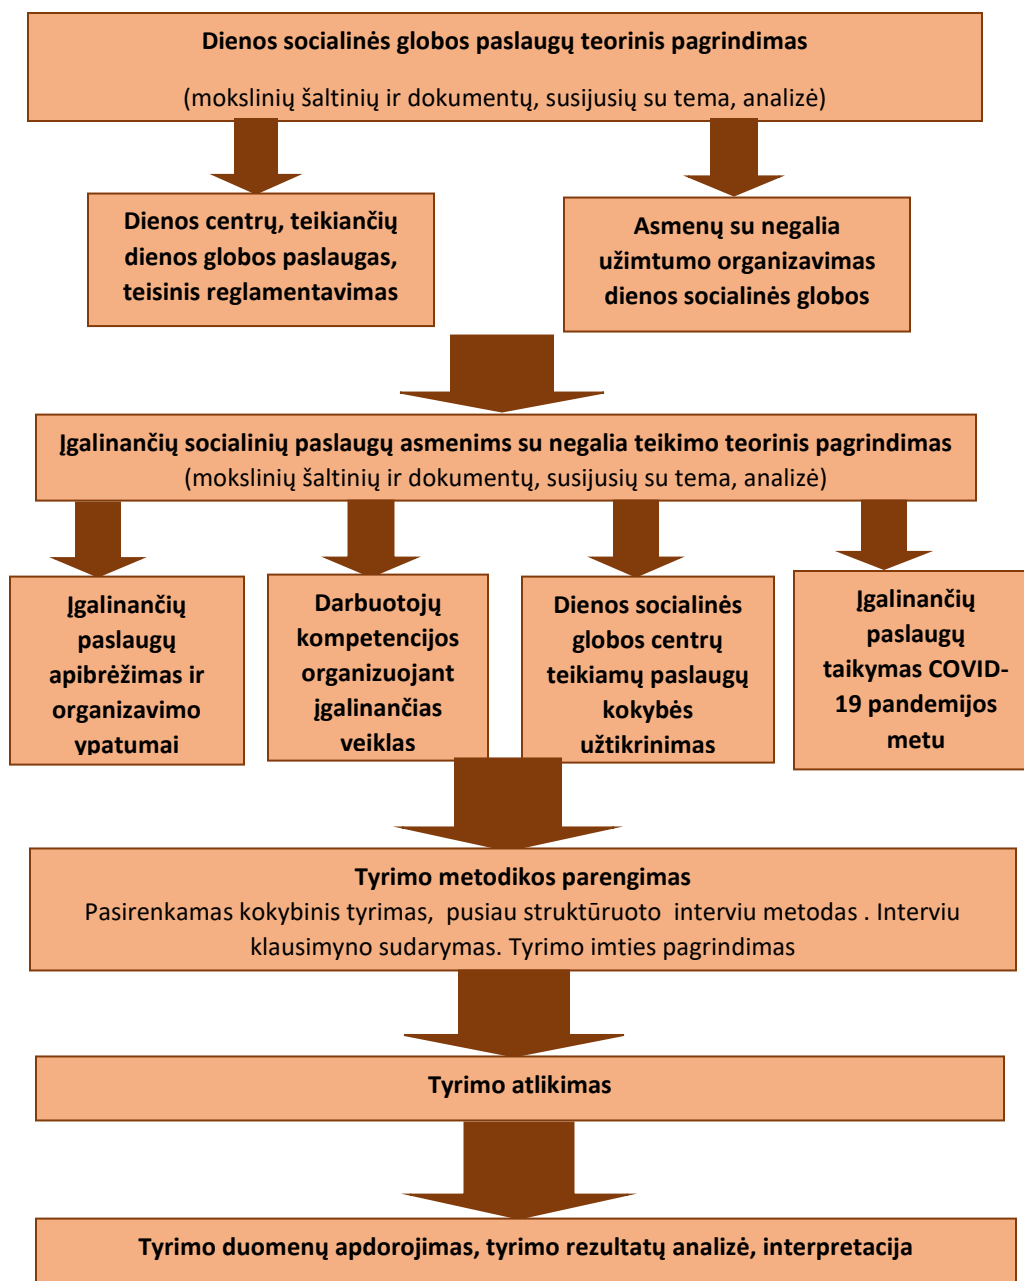 Dienos socialinės globos paslaugų teorinis pagrindimas
(mokslinių šaltinių ir dokumentų, susijusių su tema, analizė)
Dienos centrų, teikiančių
dienos globos paslaugas,
teisinis reglamentavimas
Asmenų su negalia
užimtumo organizavimas
dienos socialinės globos
Įgalinančių socialinių paslaugų asmenims su negalia teikimo teorinis pagrindimas
(mokslinių šaltinių ir dokumentų, susijusių su tema, analizė)
Įgalinančių
paslaugų
apibrėžimas ir
organizavimo
ypatumai
Darbuotojų
kompetencijos
organizuojant
įgalinančias
veiklas
Dienos socialinės
globos centrų
teikiamų paslaugų
kokybės
užtikrinimas
Įgalinančių
paslaugų
taikymas COVID-
19 pandemijos
metu
Tyrimo metodikos parengimas
Pasirenkamas kokybinis tyrimas,  pusiau struktūruoto  interviu metodas . Interviu
klausimyno sudarymas. Tyrimo imties pagrindimas
Tyrimo atlikimas
Tyrimo duomenų apdorojimas, tyrimo rezultatų analizė, interpretacija